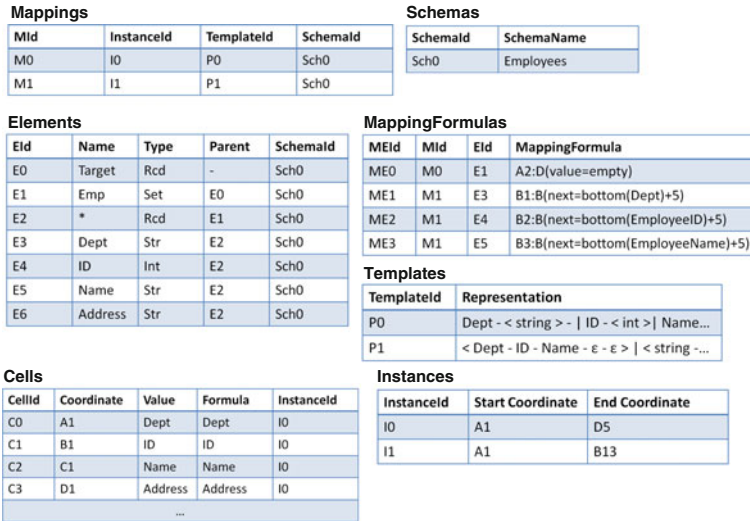 Mappings
MId InstanceId TemplateId SchemaId
M0 I0 P0 Sch0
M1 I1 P1 Sch0
Schemas
SchemaId SchemaName
Sch0 Employees
Elements
EId Name Type Parent SchemaId
E0 Target Rcd - Sch0
E1 Emp Set E0 Sch0
E2 * Rcd E1 Sch0
E3 Dept Str E2 Sch0
E4 ID Int E2 Sch0
E5 Name Str E2 Sch0
E6 Address Str E2 Sch0
MappingFormulas
MEId MId EId MappingFormula
ME0 M0 E1 A2:D(value=empty)
ME1 M1 E3 B1:B(next=bottom(Dept)+5)
ME2 M1 E4 B2:B(next=bottom(EmployeeID)+5)
ME3 M1 E5 B3:B(next=bottom(EmployeeName)+5)
Templates
TemplateId Representation
P0 Dept - < string > - | ID - < int >| Name...
P1 < Dept - ID - Name - ε - ε > | < string -...
Cells
CellId Coordinate Value Formula InstanceId
C0 A1 Dept Dept I0
C1 B1 ID ID I0
C2 C1 Name Name I0
C3 D1 Address Address I0
...
Instances
InstanceId Start Coordinate End Coordinate
I0 A1 D5
I1 A1 B13